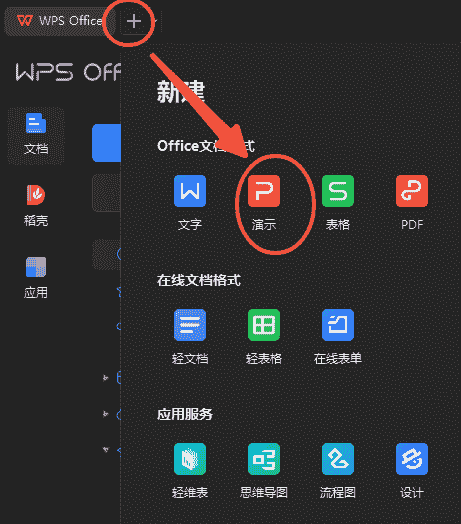 WPS Office
WPS OFF
新建
文档
Office文档格式
文字
演示
表格
PDF
稻壳
在线文档格式
应用
轻文档
轻表格
在线表单
应用服务
轻维表
思维导图
流程图
设计